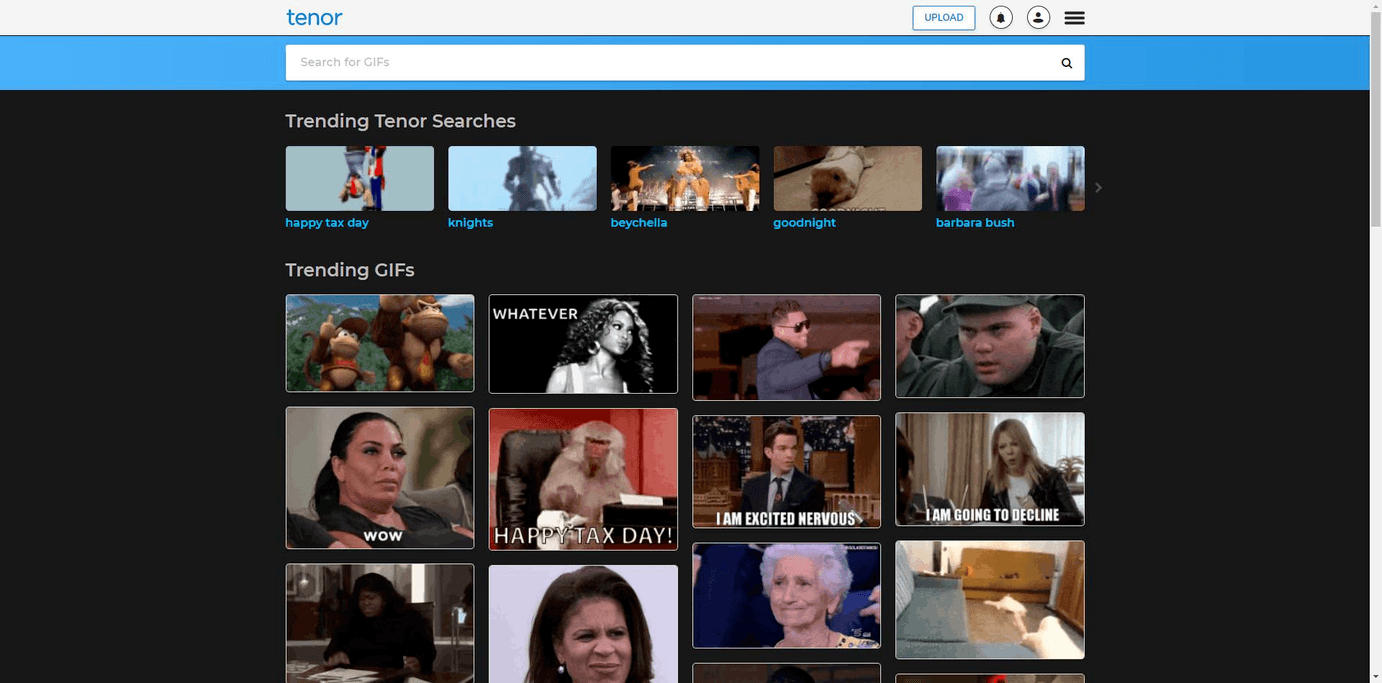 tenor
UPLOAD
Search for GIFs
Trending Tenor Searches
happy tax day
knights
beychella
goodnight
barbara bush
Trending GIFs
WHATEVER
WOW
HAPPY TAX DAY!
I AM EXCITED NERVOUS
I AM GOING TO DECLINE